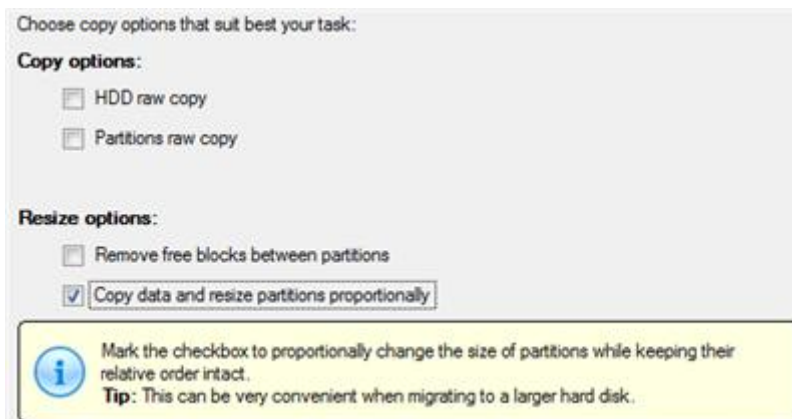 Choose copy options that suit best your task:
Copy options:
HDD raw copy
Partitions raw copy
Resize options:
Remove free blocks between partitions
Copy data and resize partitions proportionally
Mark the checkbox to proportionally change the size of partitions while keeping their
relative order intact.
Tip: This can be very convenient when migrating to a larger hard disk.